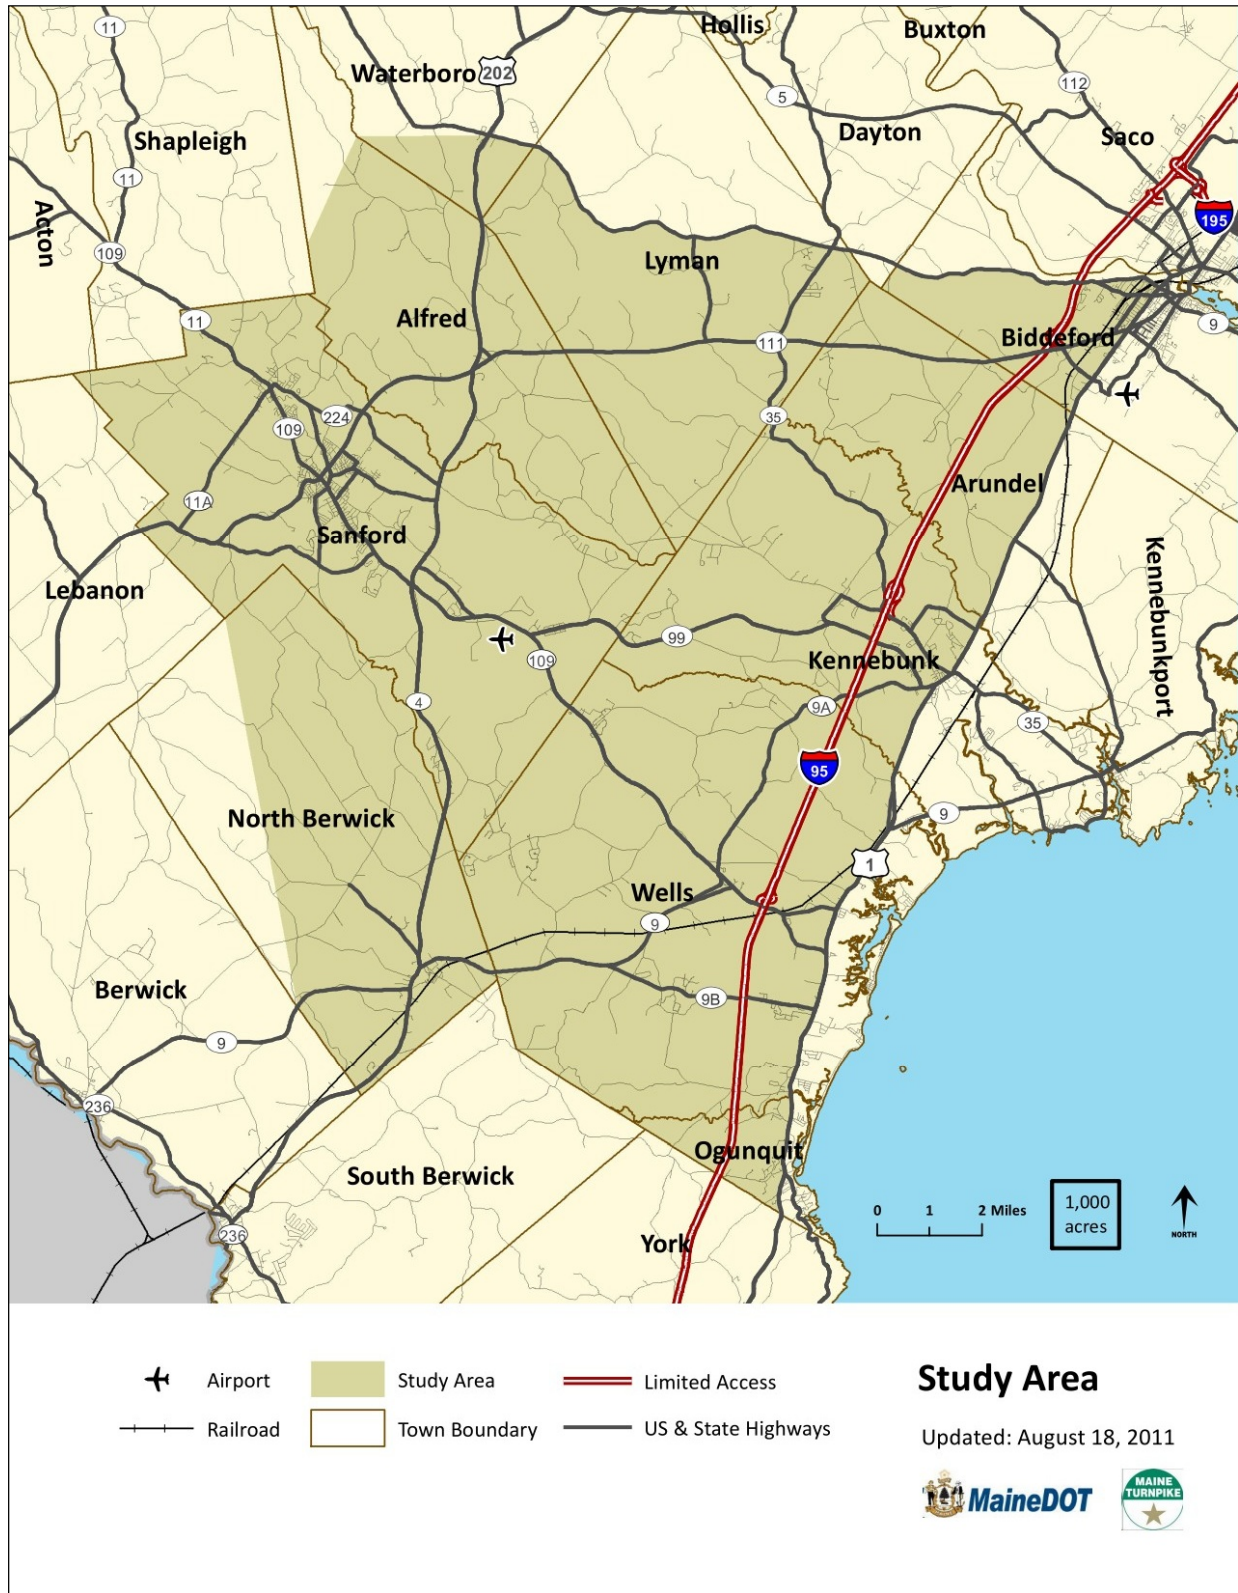 Hollis
Buxton
11
Waterboro
202
112
5
Dayton
Saco
Shapleigh
11
Acton
195
109
Lyman
11
Alfred
9
Biddeford
111
224
35
109
Arundel
11A
Sanford
Kennebunkport
Lebanon
99
109
Kennebunk
4
9A
35
95
North Berwick
9
1
Wells
9
Berwick
9B
9
236
Ogunquit
South Berwick
1,000
acres
0 1 2 Miles
NORTH
236
York
Airport
Study Area
Limited Access
Railroad
Town Boundary
US & State Highways
Study Area
Updated: August 18, 2011
MaineDOT
MAINE
TURNPIKE